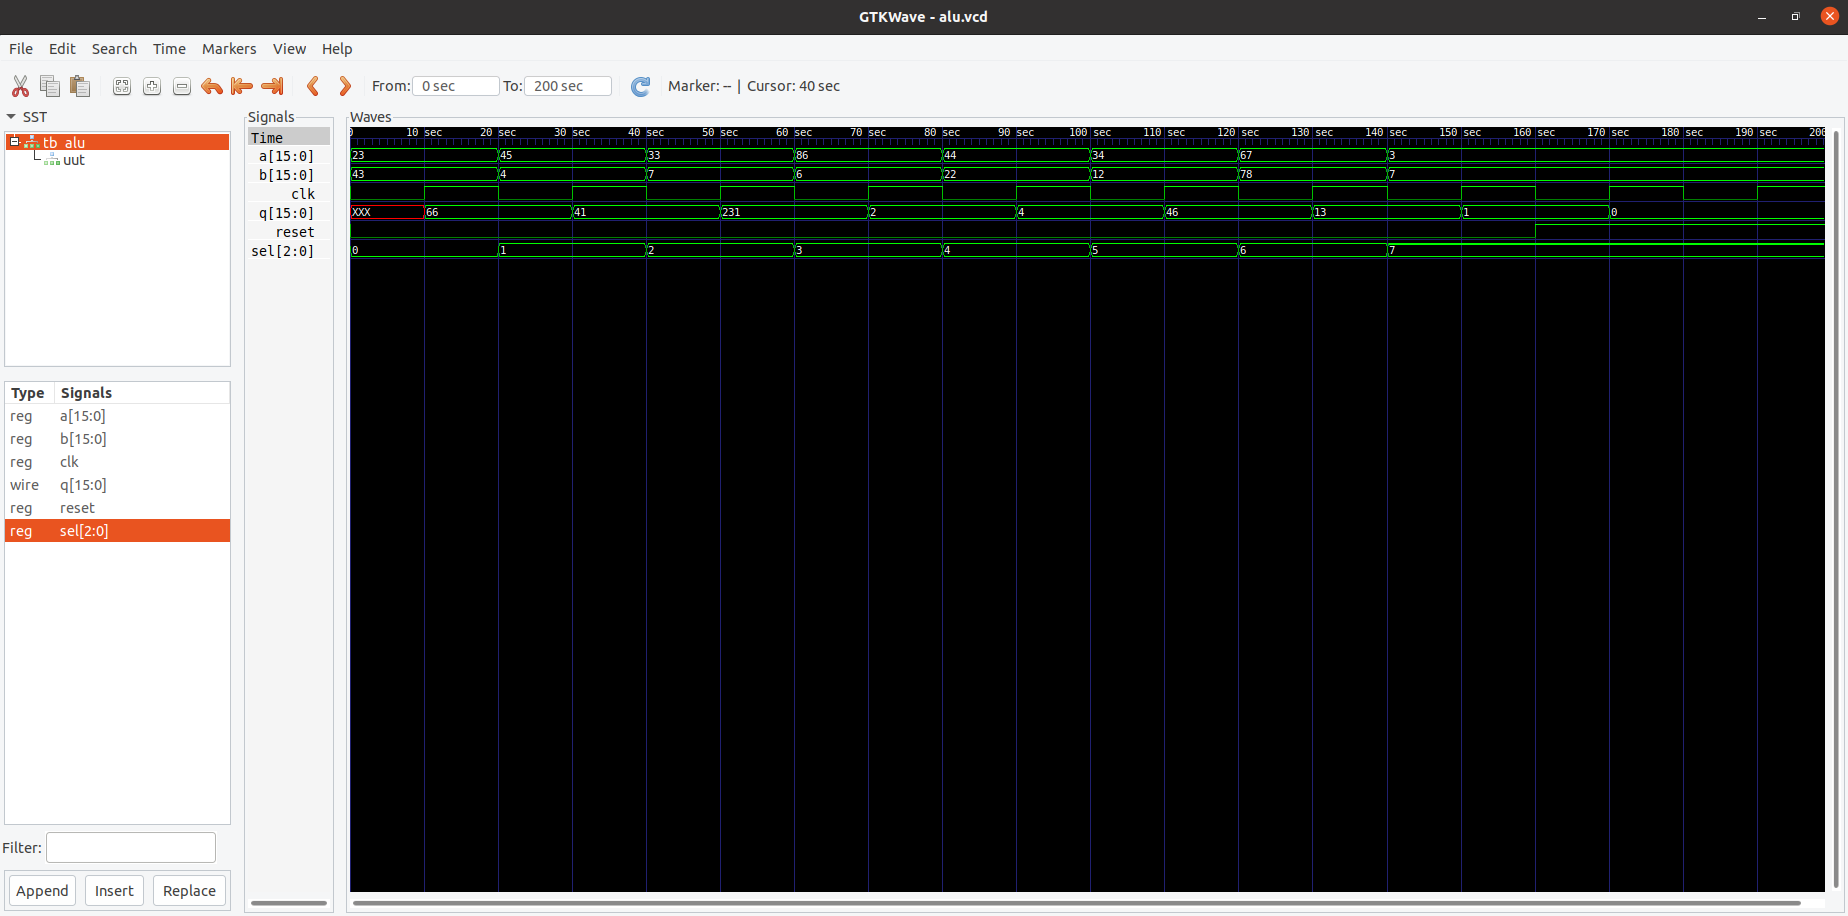 GTKWave - alu.vcd
File Edit Search Time Markers View Help
From: 0 sec To: 200 sec Marker: -- | Cursor: 40 sec
SST
tb_alu
uut
Type Signals
reg a[15:0]
reg b[15:0]
reg clk
wire q[15:0]
reg reset
reg sel[2:0]
Filter:
Append Insert Replace
Signals
Time
a[15:0]
b[15:0]
clk
q[15:0]
reset
sel[2:0]
Waves
0 10 sec 20 sec 30 sec 40 sec 50 sec 60 sec 70 sec 80 sec 90 sec 100 sec 110 sec 120 sec 130 sec 140 sec 150 sec 160 sec 170 sec 180 sec 190 sec 200
23 45 33 86 44 34 67 3
43 4 7 6 22 12 78 7
XXX 66 41 231 2 4 46 13 1 0
0 1 2 3 4 5 6 7